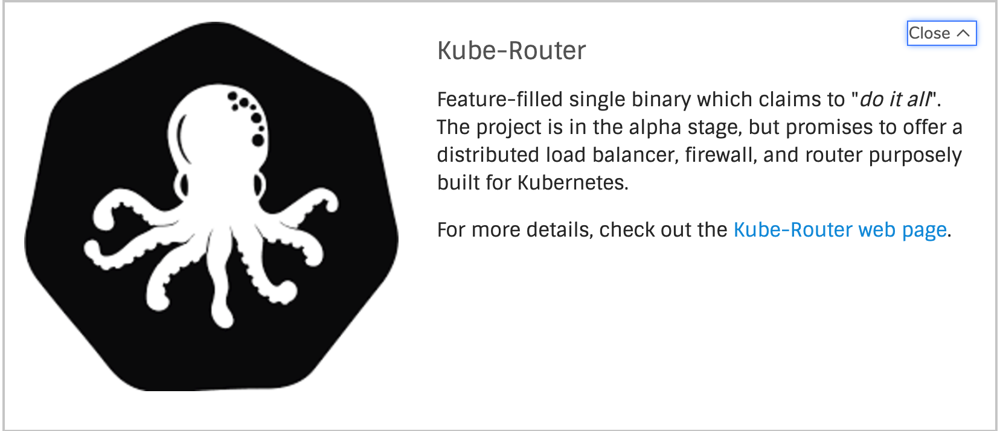 Close
Kube-Router
Feature-filled single binary which claims to "do it all".
The project is in the alpha stage, but promises to offer a
distributed load balancer, firewall, and router purposely
built for Kubernetes.
For more details, check out the Kube-Router web page.